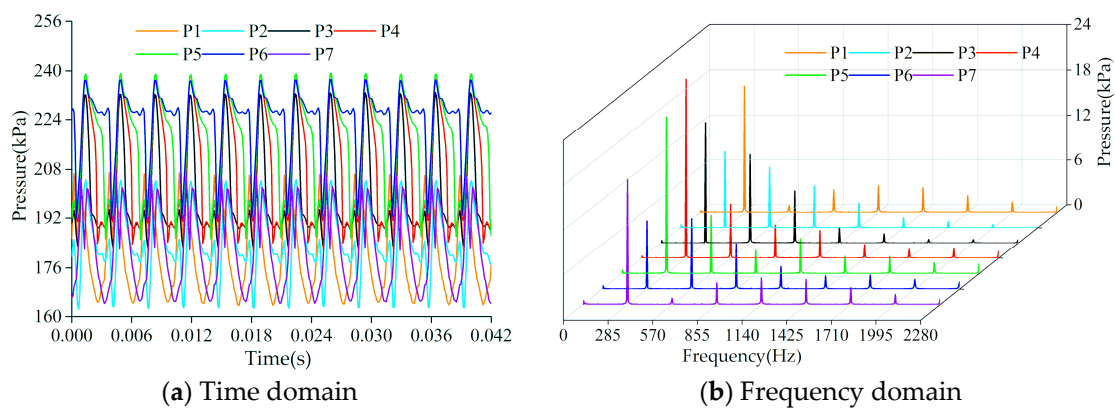 256
240
224
208
192
176
160
Pressure(kPa)
P1 P2 P3 P4
P5 P6 P7
0.000 0.006 0.012 0.018 0.024 0.030 0.036 0.042
Time(s)
(a) Time domain
P1 P2 P3 P4
P5 P6 P7
24
18
12
6
0
Pressure(kPa)
0 285 570 855 1140 1425 1710 1995 2280
Frequency(Hz)
(b) Frequency domain